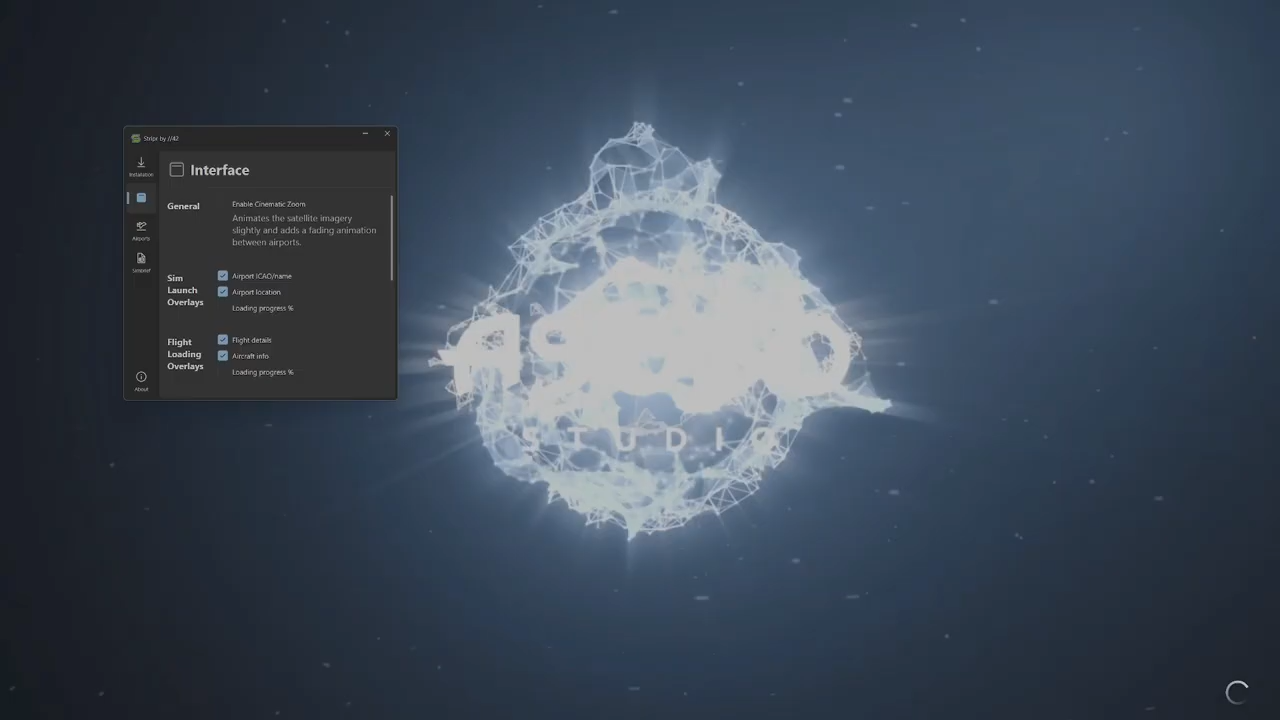 Stripe by //42
Installation
Interface
General
Enable Cinematic Zoom
Animates the satellite imagery
slightly and adds a fading animation
between airports.
Airports
Simbrief
Sim
Launch
Overlays
Airport ICAO/name
Airport location
Loading progress %
Flight
Loading
Overlays
Flight details
Aircraft info
Loading progress %
About
STUDIO